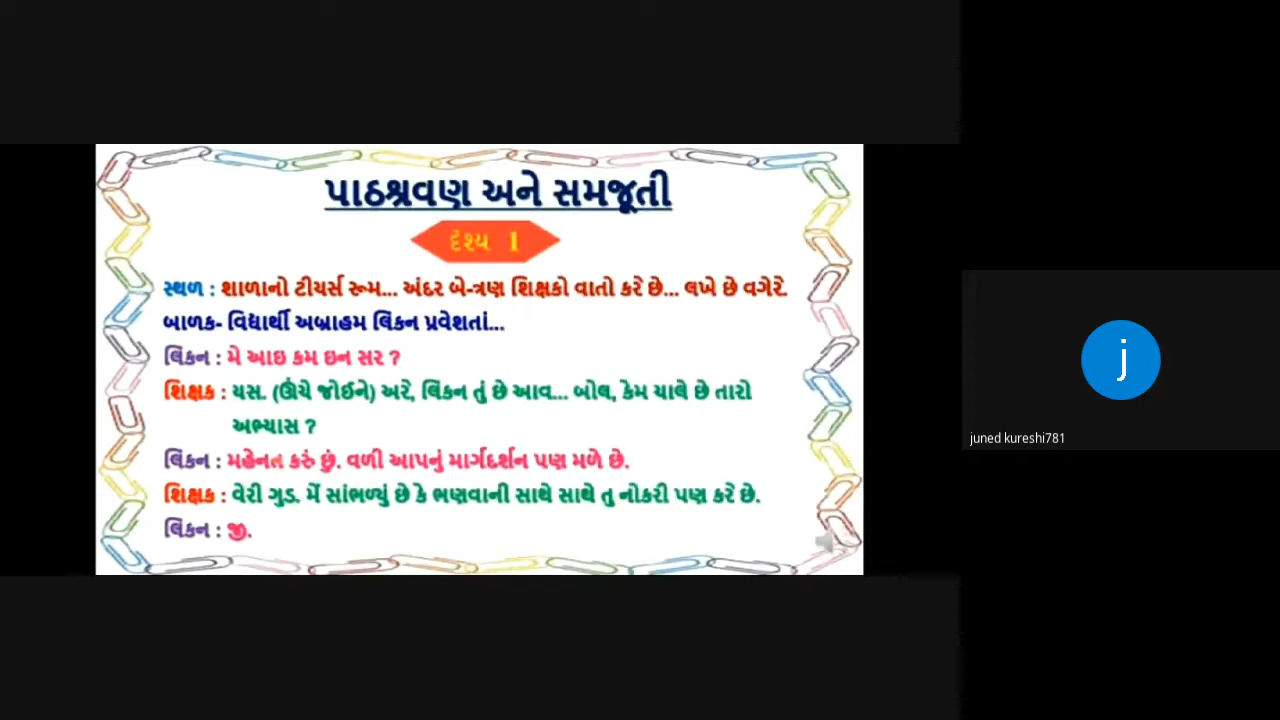 પાઠશ્રવણ અને સમજૂતી
દૃશ્ય 1
સ્થળ : શાળાનો ટીચર્સ રૂમ... અંદર બે-ત્રણ શિક્ષકો વાતો કરે છે... લખે છે વગેરે.
બાળક- વિદ્યાર્થી અબ્રાહમ લિંકન પ્રવેશતાં...
લિંકન : મે આઇ કમ ઇન સર ?
શિક્ષક : યસ. (ઊંચે જોઈને) અરે, લિંકન તું છે આવ... બોલ, કેમ ચાલે છે તારો
અભ્યાસ ?
લિંકન : મહેનત કરું છું. વળી આપનું માર્ગદર્શન પણ મળે છે.
શિક્ષક : વેરી ગુડ. મેં સાંભળ્યું છે કે ભણવાની સાથે સાથે તુ નોકરી પણ કરે છે.
લિંકન : જી.
j
juned kureshi781